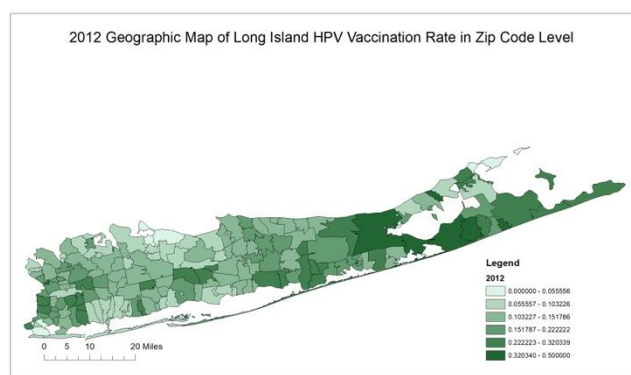 2012 Geographic Map of Long Island HPV Vaccination Rate in Zip Code Level
Legend
2012
0.000000 - 0.055556
0.055557 - 0.103226
0.103227 - 0.151786
0.151787 - 0.222222
0.222223 - 0.320339
0.320340 - 0.500000
0 5 10 20 Miles